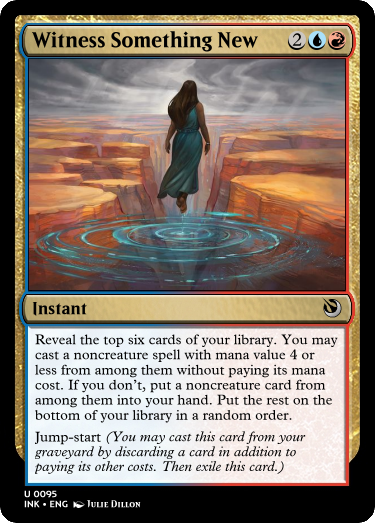 Witness Something New 2
Instant
Reveal the top six cards of your library. You may
cast a noncreature spell with mana value 4 or
less from among them without paying its mana
cost. If you don't, put a noncreature card from
among them into your hand. Put the rest on the
bottom of your library in a random order.
Jump-start (You may cast this card from your
graveyard by discarding a card in addition to
paying its other costs. Then exile this card.)
U 0095
INK • ENG Julie Dillon